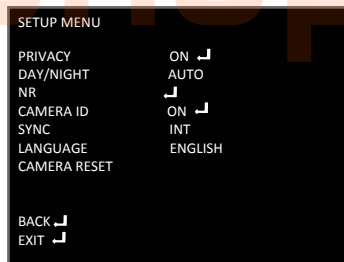 SETUP MENU
PRIVACY ON ↵
DAY/NIGHT AUTO
NR ↵
CAMERA ID ON ↵
SYNC INT
LANGUAGE ENGLISH
CAMERA RESET
BACK ↵
EXIT ↵